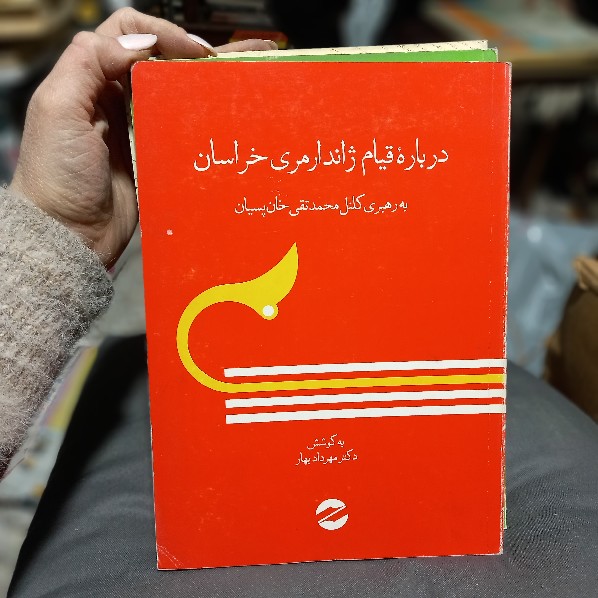 دربارهٔ قیام ژاندارمری خراسان
به رهبری کلنل محمدتقی خان پسیان
به کوشش
دکتر مهرداد بهار